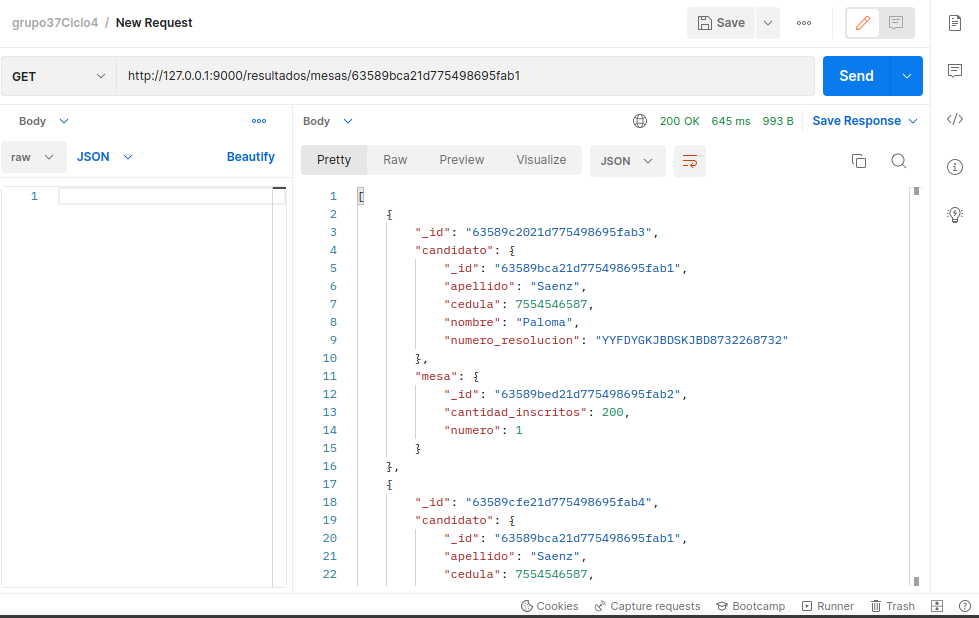 grupo37Ciclo4 / New Request
Save
GET
http://127.0.0.1:9000/resultados/mesas/63589bca21d775498695fab1
Send
Body
Body
200 OK 645 ms 993 B Save Response
raw
JSON
Beautify
Pretty
Raw
Preview
Visualize
JSON
1
1 [
2 {
3 "_id": "63589c2021d775498695fab3",
4 "candidato": {
5 "_id": "63589bca21d775498695fab1",
6 "apellido": "Saenz",
7 "cedula": 7554546587,
8 "nombre": "Paloma",
9 "numero_resolucion": "YYFDYGKJBDSKJBD8732268732"
10 },
11 "mesa": {
12 "_id": "63589bed21d775498695fab2",
13 "cantidad_inscritos": 200,
14 "numero": 1
15 }
16 },
17 {
18 "_id": "63589cfe21d775498695fab4",
19 "candidato": {
20 "_id": "63589bca21d775498695fab1",
21 "apellido": "Saenz",
22 "cedula": 7554546587,
Cookies
Capture requests
Bootcamp
Runner
Trash